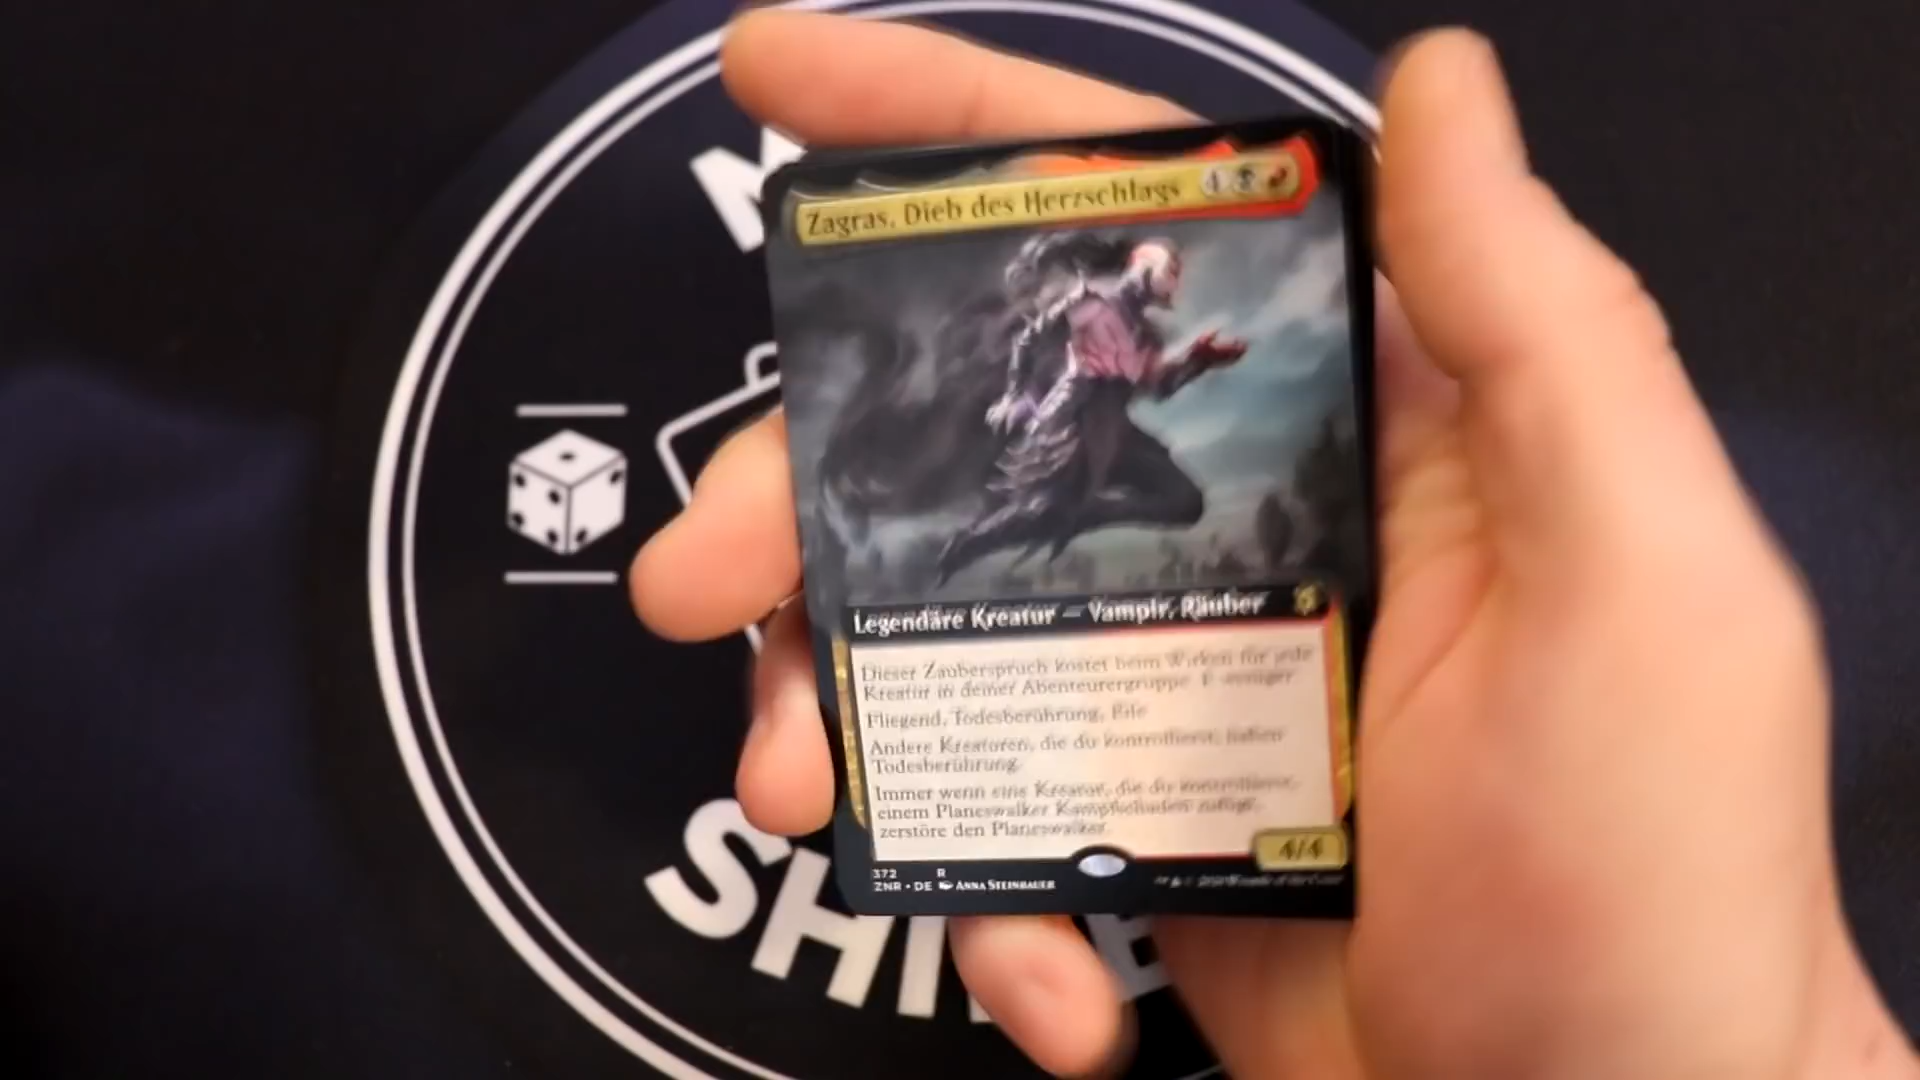 Zagras, Dieb des Herzschlags 4
Legendäre Kreatur — Vampir, Räuber
Dieser Zauberspruch kostet beim Wirken für jede
Kreatur in deiner Abenteurergruppe weniger
Fliegend, Todesberührung, Eile
Andere Kreaturen, die du kontrollierst, haben
Todesberührung.
Immer wenn eine Kreatur, die du kontrollierst,
einem Planeswalker Kampfschaden zufügt,
zerstöre den Planeswalker.
4/4
372 R
ZNR • DE Anna Steinbauer
SHI